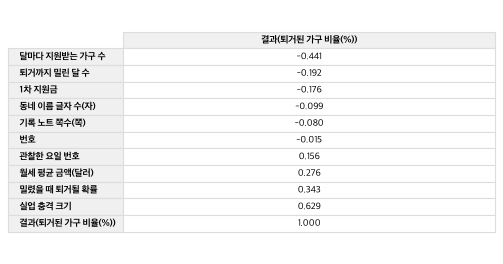 결과(퇴거된 가구 비율(%))
달마다 지원받는 가구 수 -0.441
퇴거까지 밀린 달 수 -0.192
1차 지원금 -0.176
동네 이름 글자 수(자) -0.099
기록 노트 쪽수(쪽) -0.080
번호 -0.015
관찰한 요일 번호 0.156
월세 평균 금액(달러) 0.276
밀렸을 때 퇴거될 확률 0.343
실업 충격 크기 0.629
결과(퇴거된 가구 비율(%)) 1.000